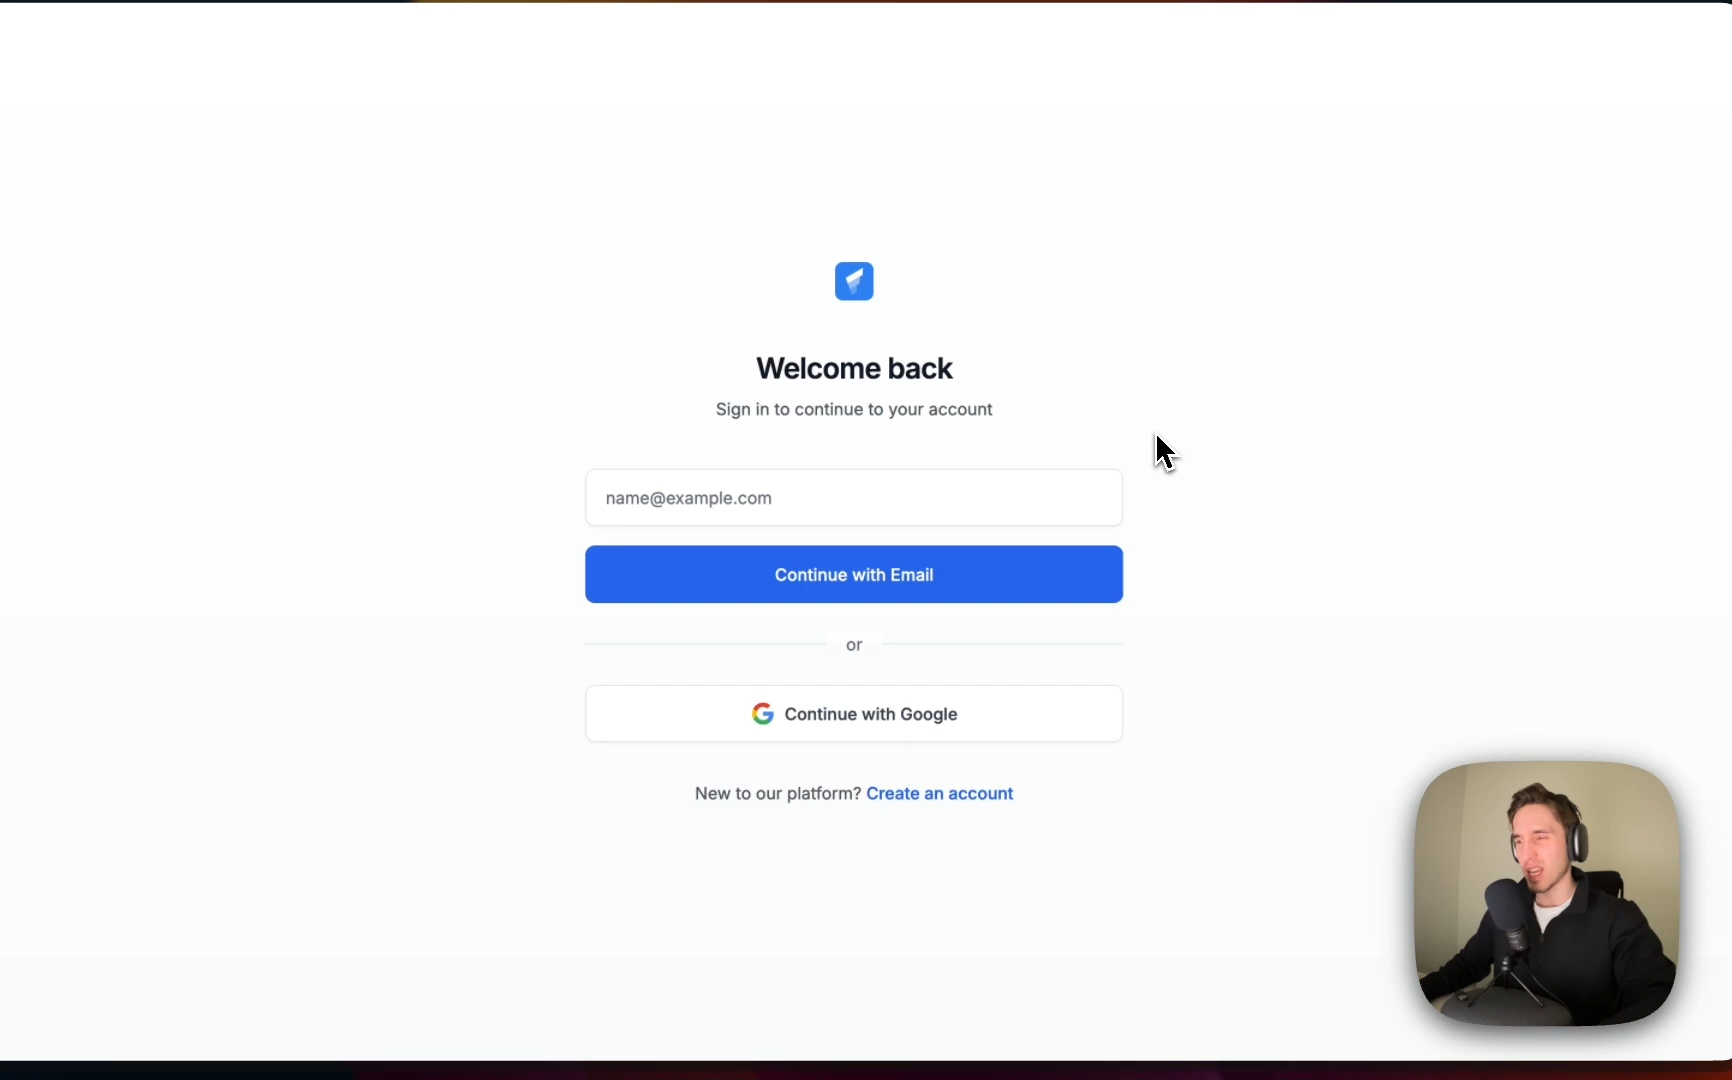 Welcome back
Sign in to continue to your account
name@example.com
Continue with Email
or
Continue with Google
New to our platform? Create an account